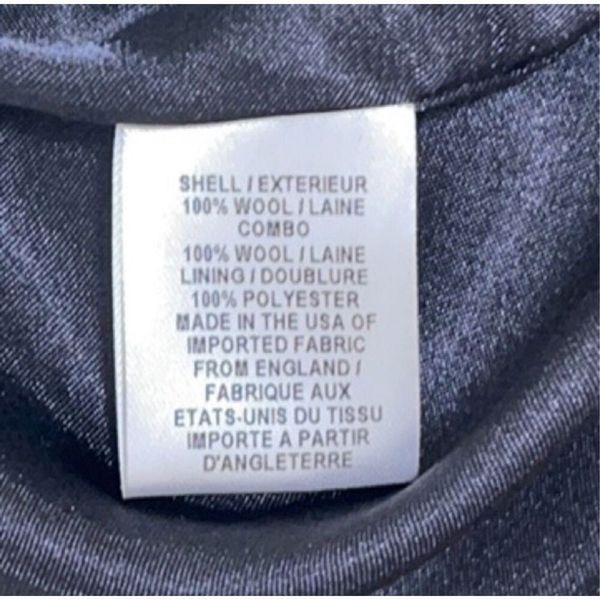 SHELL / EXTERIEUR
100% WOOL / LAINE
COMBO
100% WOOL / LAINE
LINING / DOUBLURE
100% POLYESTER
MADE IN THE USA OF
IMPORTED FABRIC
FROM ENGLAND /
FABRIQUE AUX
ETATS-UNIS DU TISSU
IMPORTE A PARTIR
D'ANGLETERRE